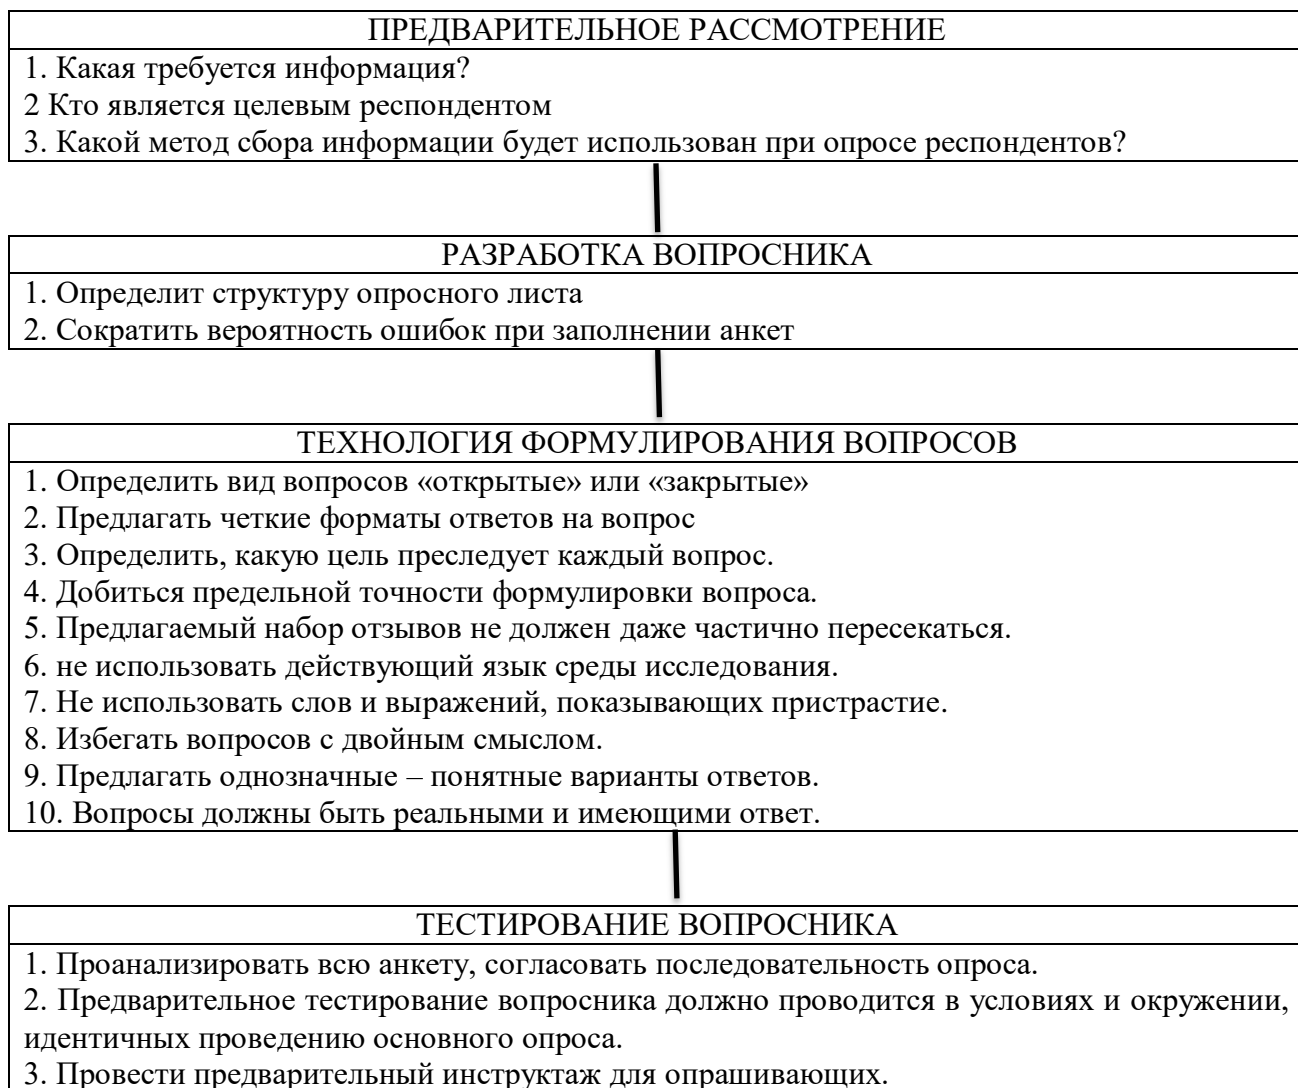 ПРЕДВАРИТЕЛЬНОЕ РАССМОТРЕНИЕ
1. Какая требуется информация?
2 Кто является целевым респондентом
3. Какой метод сбора информации будет использован при опросе респондентов?
РАЗРАБОТКА ВОПРОСНИКА
1. Определит структуру опросного листа
2. Сократить вероятность ошибок при заполнении анкет
ТЕХНОЛОГИЯ ФОРМУЛИРОВАНИЯ ВОПРОСОВ
1. Определить вид вопросов «открытые» или «закрытые»
2. Предлагать четкие форматы ответов на вопрос
3. Определить, какую цель преследует каждый вопрос.
4. Добиться предельной точности формулировки вопроса.
5. Предлагаемый набор отзывов не должен даже частично пересекаться.
6. не использовать действующий язык среды исследования.
7. Не использовать слов и выражений, показывающих пристрастие.
8. Избегать вопросов с двойным смыслом.
9. Предлагать однозначные – понятные варианты ответов.
10. Вопросы должны быть реальными и имеющими ответ.
ТЕСТИРОВАНИЕ ВОПРОСНИКА
1. Проанализировать всю анкету, согласовать последовательность опроса.
2. Предварительное тестирование вопросника должно проводится в условиях и окружении,
идентичных проведению основного опроса.
3. Провести предварительный инструктаж для опрашивающих.